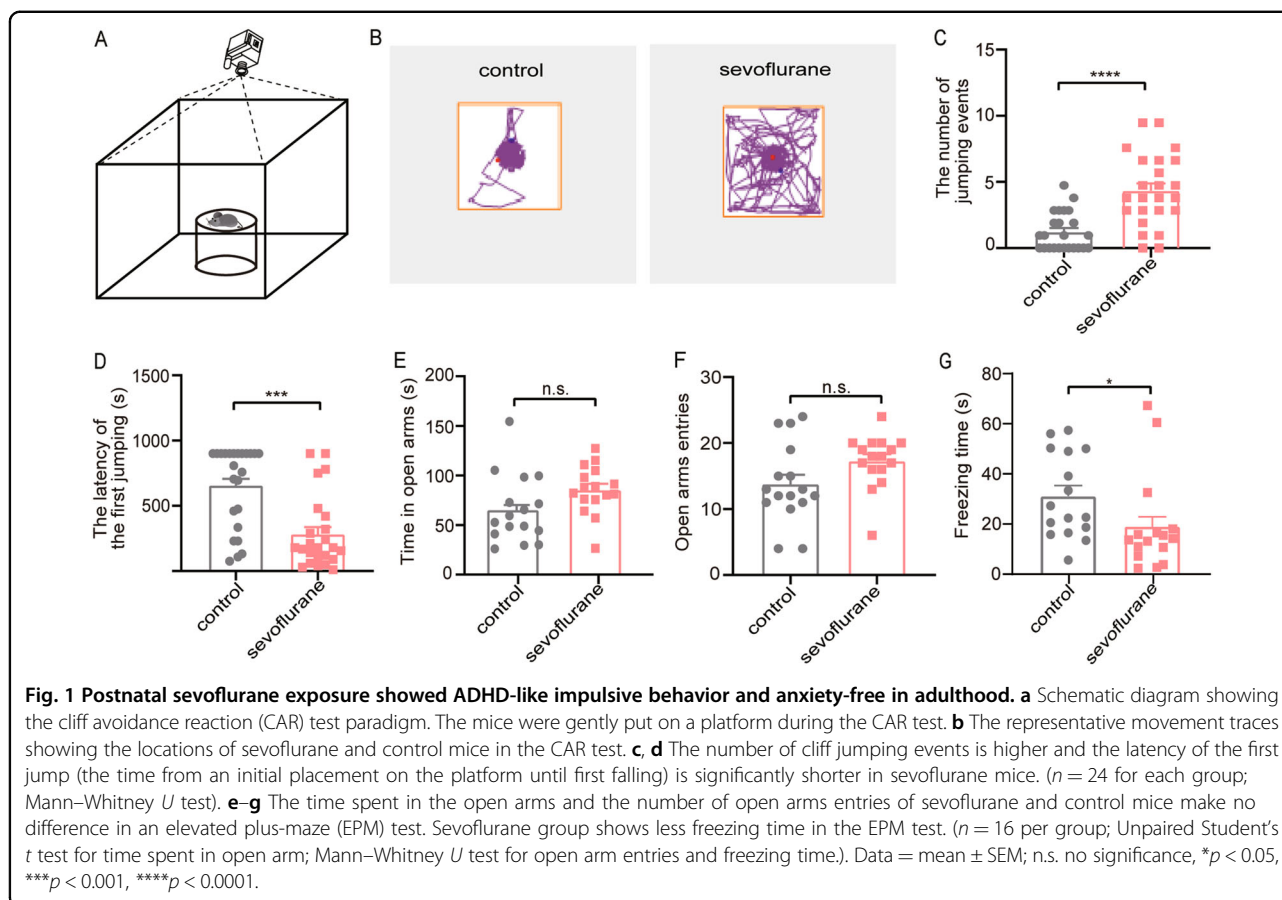 A
B
control
sevoflurane
C
The number of
jumping events
15
10
5
0
****
control
sevoflurane
D
The latency of
the first jumping (s)
1500
1000
500
***
control
sevoflurane
E
Time in open arms (s)
200
150
100
50
0
n.s.
control
sevoflurane
F
Open arms entries
30
20
10
0
n.s.
control
sevoflurane
G
Freezing time (s)
80
60
40
20
0
*
control
sevoflurane
Fig. 1 Postnatal sevoflurane exposure showed ADHD-like impulsive behavior and anxiety-free in adulthood. a Schematic diagram showing
the cliff avoidance reaction (CAR) test paradigm. The mice were gently put on a platform during the CAR test. b The representative movement traces
showing the locations of sevoflurane and control mice in the CAR test. c, d The number of cliff jumping events is higher and the latency of the first
jump (the time from an initial placement on the platform until first falling) is significantly shorter in sevoflurane mice. (n = 24 for each group;
Mann–Whitney U test). e–g The time spent in the open arms and the number of open arms entries of sevoflurane and control mice make no
difference in an elevated plus-maze (EPM) test. Sevoflurane group shows less freezing time in the EPM test. (n = 16 per group; Unpaired Student's
t test for time spent in open arm; Mann–Whitney U test for open arm entries and freezing time.). Data = mean ± SEM; n.s. no significance, *p < 0.05,
***p < 0.001, ****p < 0.0001.